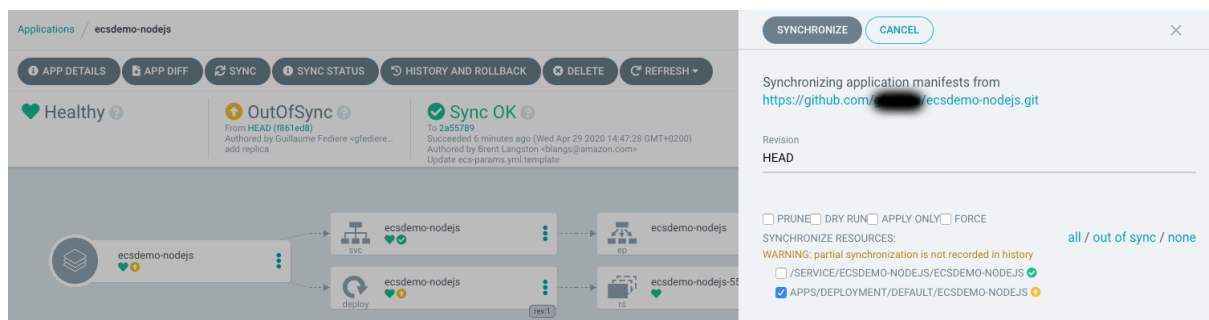 Applications / ecsdemo-nodejs
APP DETAILS APP DIFF SYNC SYNC STATUS HISTORY AND ROLLBACK DELETE REFRESH
Healthy
OutOfSync
From HEAD (f861ed8)
Authored by Guillaume Fediere <gfediere...
add replica
Sync OK
To 2a55789
Succeeded 6 minutes ago (Wed Apr 29 2020 14:47:28 GMT+0200)
Authored by Brent Langston <blangs@amazon.com>
Update ecs-params.yml.template
ecsdemo-nodejs
ecsdemo-nodejs
svc
ecsdemo-nodejs
ep
ecsdemo-nodejs
deploy
rev:1
ecsdemo-nodejs-55
rs
SYNCHRONIZE CANCEL
Synchronizing application manifests from
https://github.com/ /ecsdemo-nodejs.git
Revision
HEAD
PRUNE DRY RUN APPLY ONLY FORCE
SYNCHRONIZE RESOURCES: all / out of sync / none
WARNING: partial synchronization is not recorded in history
/SERVICE/ECSDEMO-NODEJS/ECSDEMO-NODEJS
APPS/DEPLOYMENT/DEFAULT/ECSDEMO-NODEJS